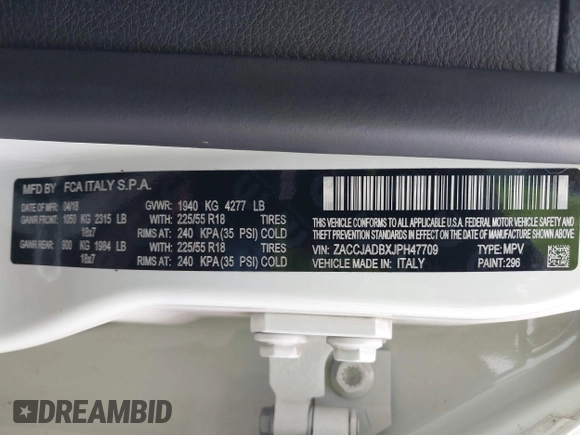 MFD BY FCA ITALY S.P.A.
DATE OF MFR: 04/18 GVWR: 1940 KG 4277 LB
GAWR FRONT: 1050 KG 2315 LB WITH: 225/55 R18 TIRES
18x7 RIMS AT: 240 KPA (35 PSI) COLD
GAWR REAR: 900 KG 1984 LB WITH: 225/55 R18 TIRES
18x7 RIMS AT: 240 KPA (35 PSI) COLD
THIS VEHICLE CONFORMS TO ALL APPLICABLE U.S.A. FEDERAL MOTOR VEHICLE SAFETY AND
THEFT PREVENTION STANDARDS IN EFFECT ON THE DATE OF MANUFACTURE SHOWN ABOVE.
VIN: ZACCJADBXJPH47709 TYPE: MPV
VEHICLE MADE IN: ITALY PAINT: 296
DREAMBID